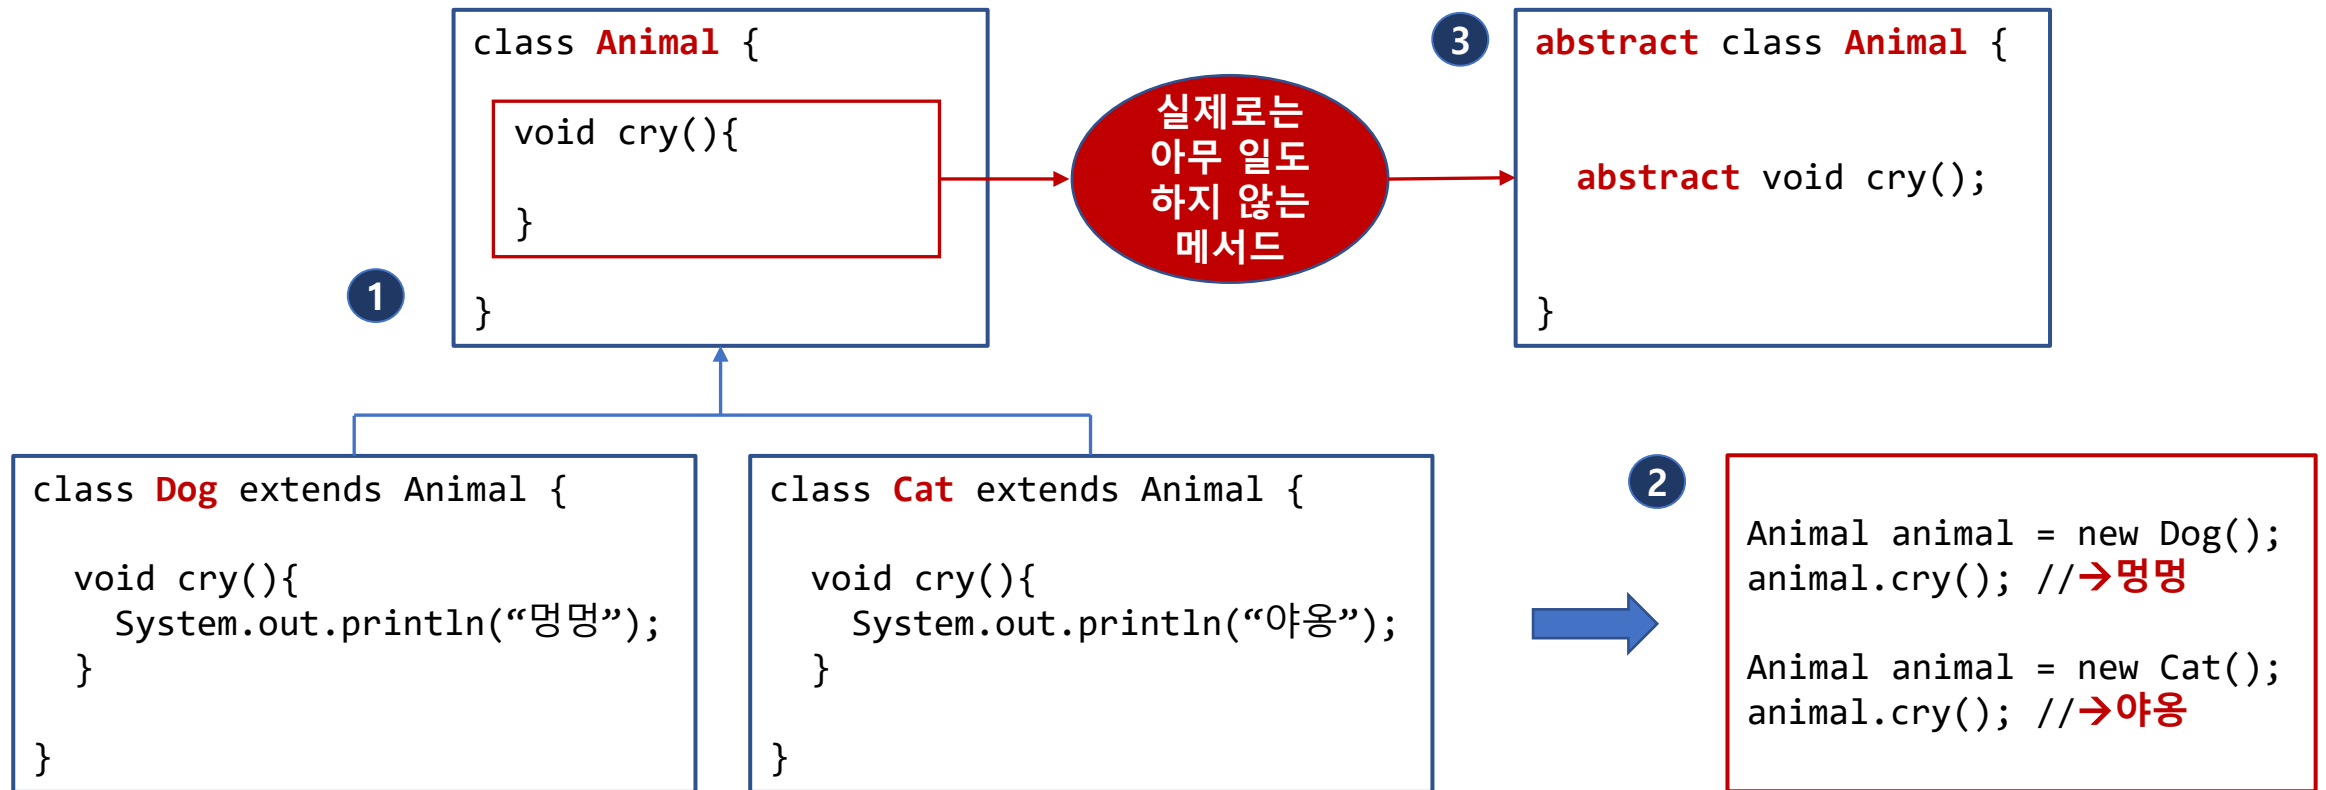 1
class Animal {
void cry(){
}
}
실제로는
아무 일도
하지 않는
메서드
3
abstract class Animal {
abstract void cry();
}
class Dog extends Animal {
void cry(){
System.out.println(“멍멍”);
}
}
class Cat extends Animal {
void cry(){
System.out.println(“야옹”);
}
}
2
Animal animal = new Dog();
animal.cry(); //→멍멍
Animal animal = new Cat();
animal.cry(); //→야옹